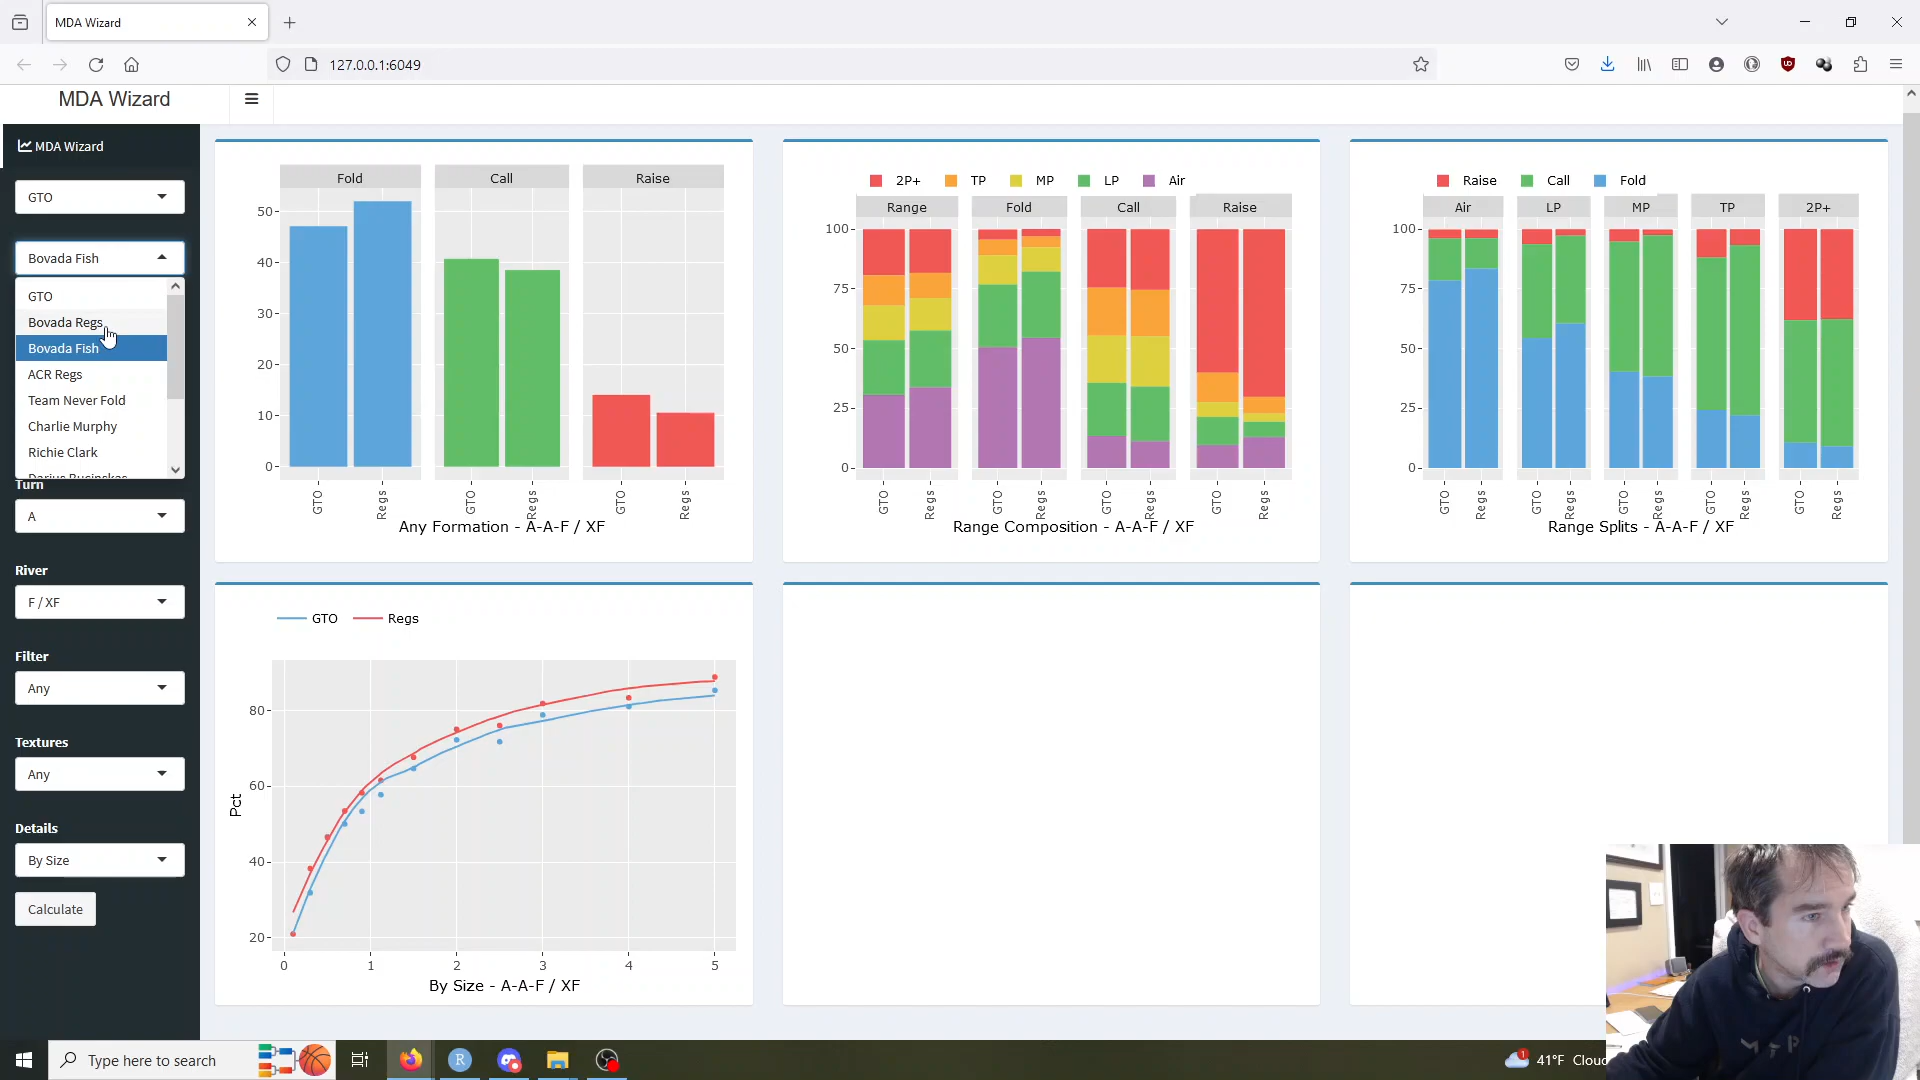 MDA Wizard
127.0.0.1:6049
MDA Wizard
MDA Wizard
GTO
Bovada Fish
GTO
Bovada Regs
Bovada Fish
ACR Regs
Team Never Fold
Charlie Murphy
Richie Clark
Turn
A
River
F / XF
Filter
Any
Textures
Any
Details
By Size
Calculate
Fold Call Raise
50
40
30
20
10
0
GTO Regs GTO Regs GTO Regs
Any Formation - A-A-F / XF
2P+ TP MP LP Air
Range Fold Call Raise
100
75
50
25
0
GTO Regs GTO Regs GTO Regs GTO Regs
Range Composition - A-A-F / XF
Raise Call Fold
Air LP MP TP 2P+
100
75
50
25
0
GTO Regs GTO Regs GTO Regs GTO Regs GTO Regs
Range Splits - A-A-F / XF
GTO Regs
Pct
80
60
40
20
0 1 2 3 4 5
By Size - A-A-F / XF
Type here to search
41°F Clou